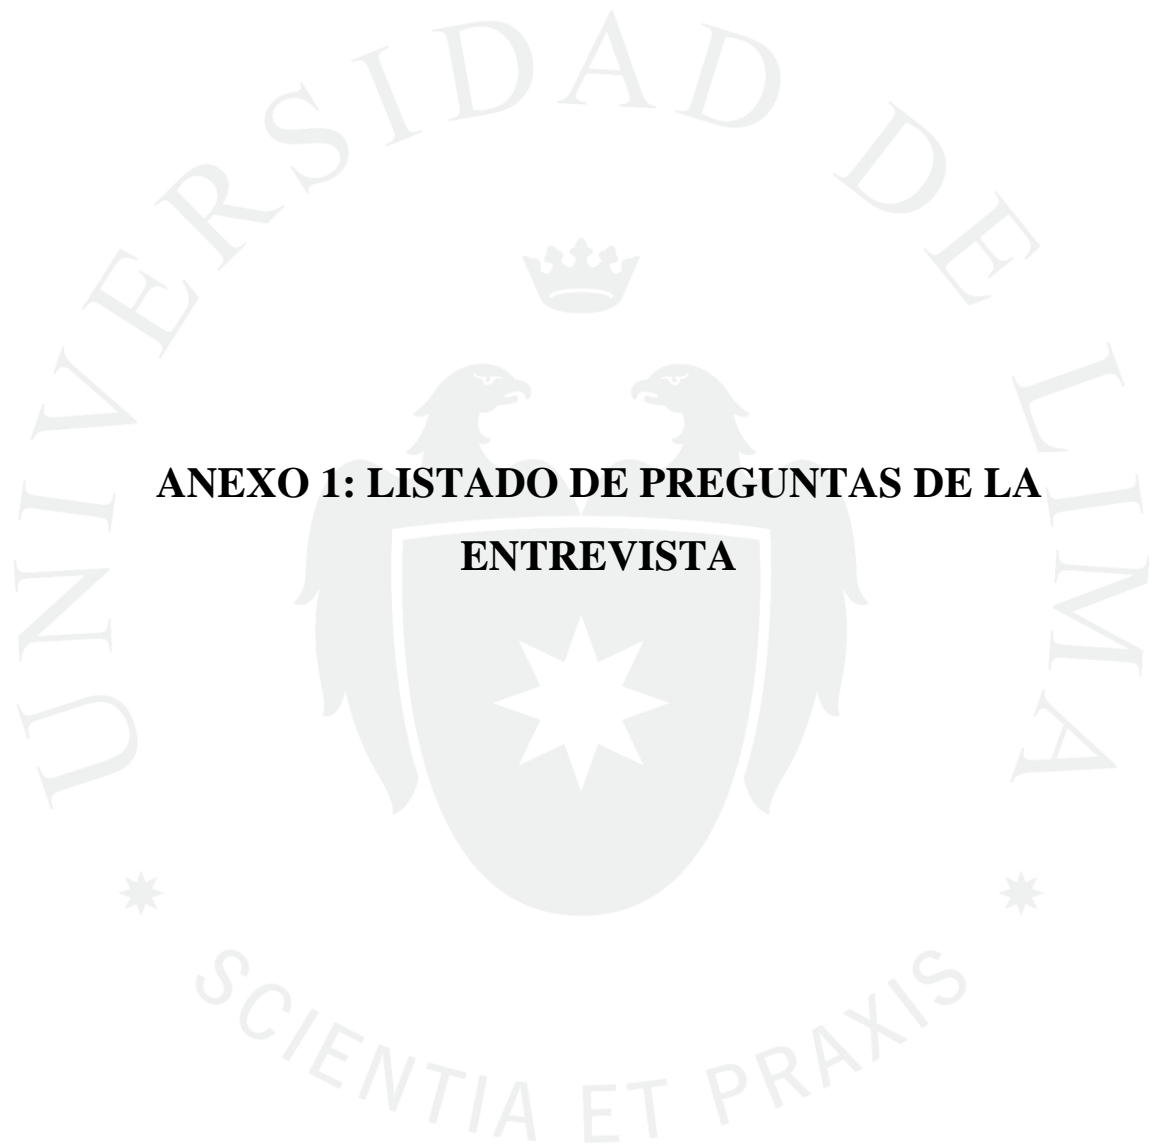 UNIVERSIDAD DE LIMA
ANEXO 1: LISTADO DE PREGUNTAS DE LA
ENTREVISTA
SCIENTIA ET PRAXIS